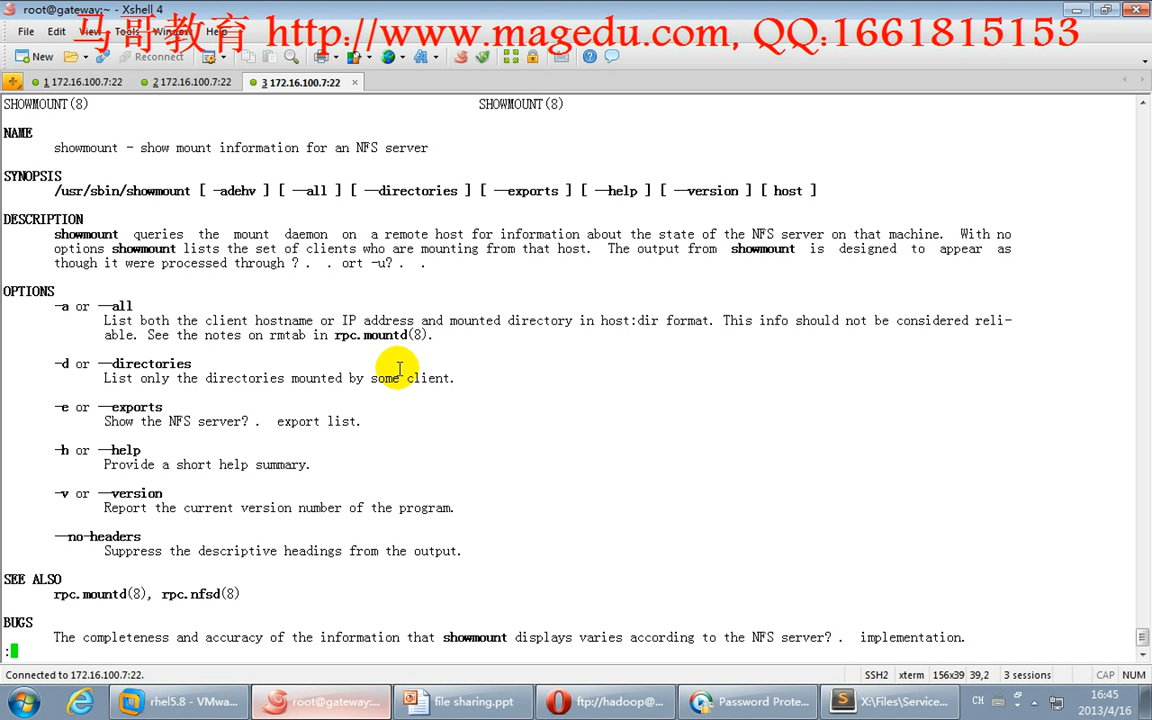 root@gateway:~ - Xshell 4
马哥教育 http://www.magedu.com, QQ:1661815153
File Edit View Tools Window Help
New Reconnect
1 172.16.100.7:22 2 172.16.100.7:22 3 172.16.100.7:22
SHOWMOUNT(8) SHOWMOUNT(8)
NAME
showmount - show mount information for an NFS server
SYNOPSIS
/usr/sbin/showmount [ -adehv ] [ --all ] [ --directories ] [ --exports ] [ --help ] [ --version ] [ host ]
DESCRIPTION
showmount queries the mount daemon on a remote host for information about the state of the NFS server on that machine. With no
options showmount lists the set of clients who are mounting from that host. The output from showmount is designed to appear as
though it were processed through ? . . ort -u? . .
OPTIONS
-a or --all
List both the client hostname or IP address and mounted directory in host:dir format. This info should not be considered reli-
able. See the notes on rmtab in rpc.mountd(8).
-d or --directories
List only the directories mounted by some client.
-e or --exports
Show the NFS server? . export list.
-h or --help
Provide a short help summary.
-v or --version
Report the current version number of the program.
--no-headers
Suppress the descriptive headings from the output.
SEE ALSO
rpc.mountd(8), rpc.nfsd(8)
BUGS
The completeness and accuracy of the information that showmount displays varies according to the NFS server? . implementation.
:
Connected to 172.16.100.7:22. SSH2 xterm 156x39 39,2 3 sessions CAP NUM
rhel5.8 - VMwa... root@gateway:... file sharing.ppt ftp://hadoop@... Password Prote... X:\Files\Service... CH 16:45
2013/4/16